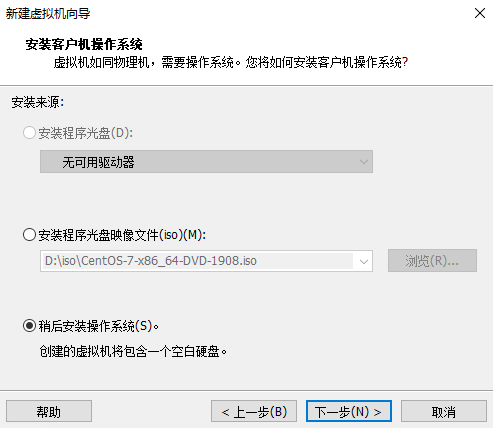 新建虚拟机向导
安装客户机操作系统
虚拟机如同物理机，需要操作系统。您将如何安装客户机操作系统?
安装来源:
安装程序光盘(D):
无可用驱动器
安装程序光盘映像文件(iso)(M):
D:\iso\CentOS-7-x86_64-DVD-1908.iso
浏览(R)...
稍后安装操作系统(S)。
创建的虚拟机将包含一个空白硬盘。
帮助
< 上一步(B)
下一步(N) >
取消